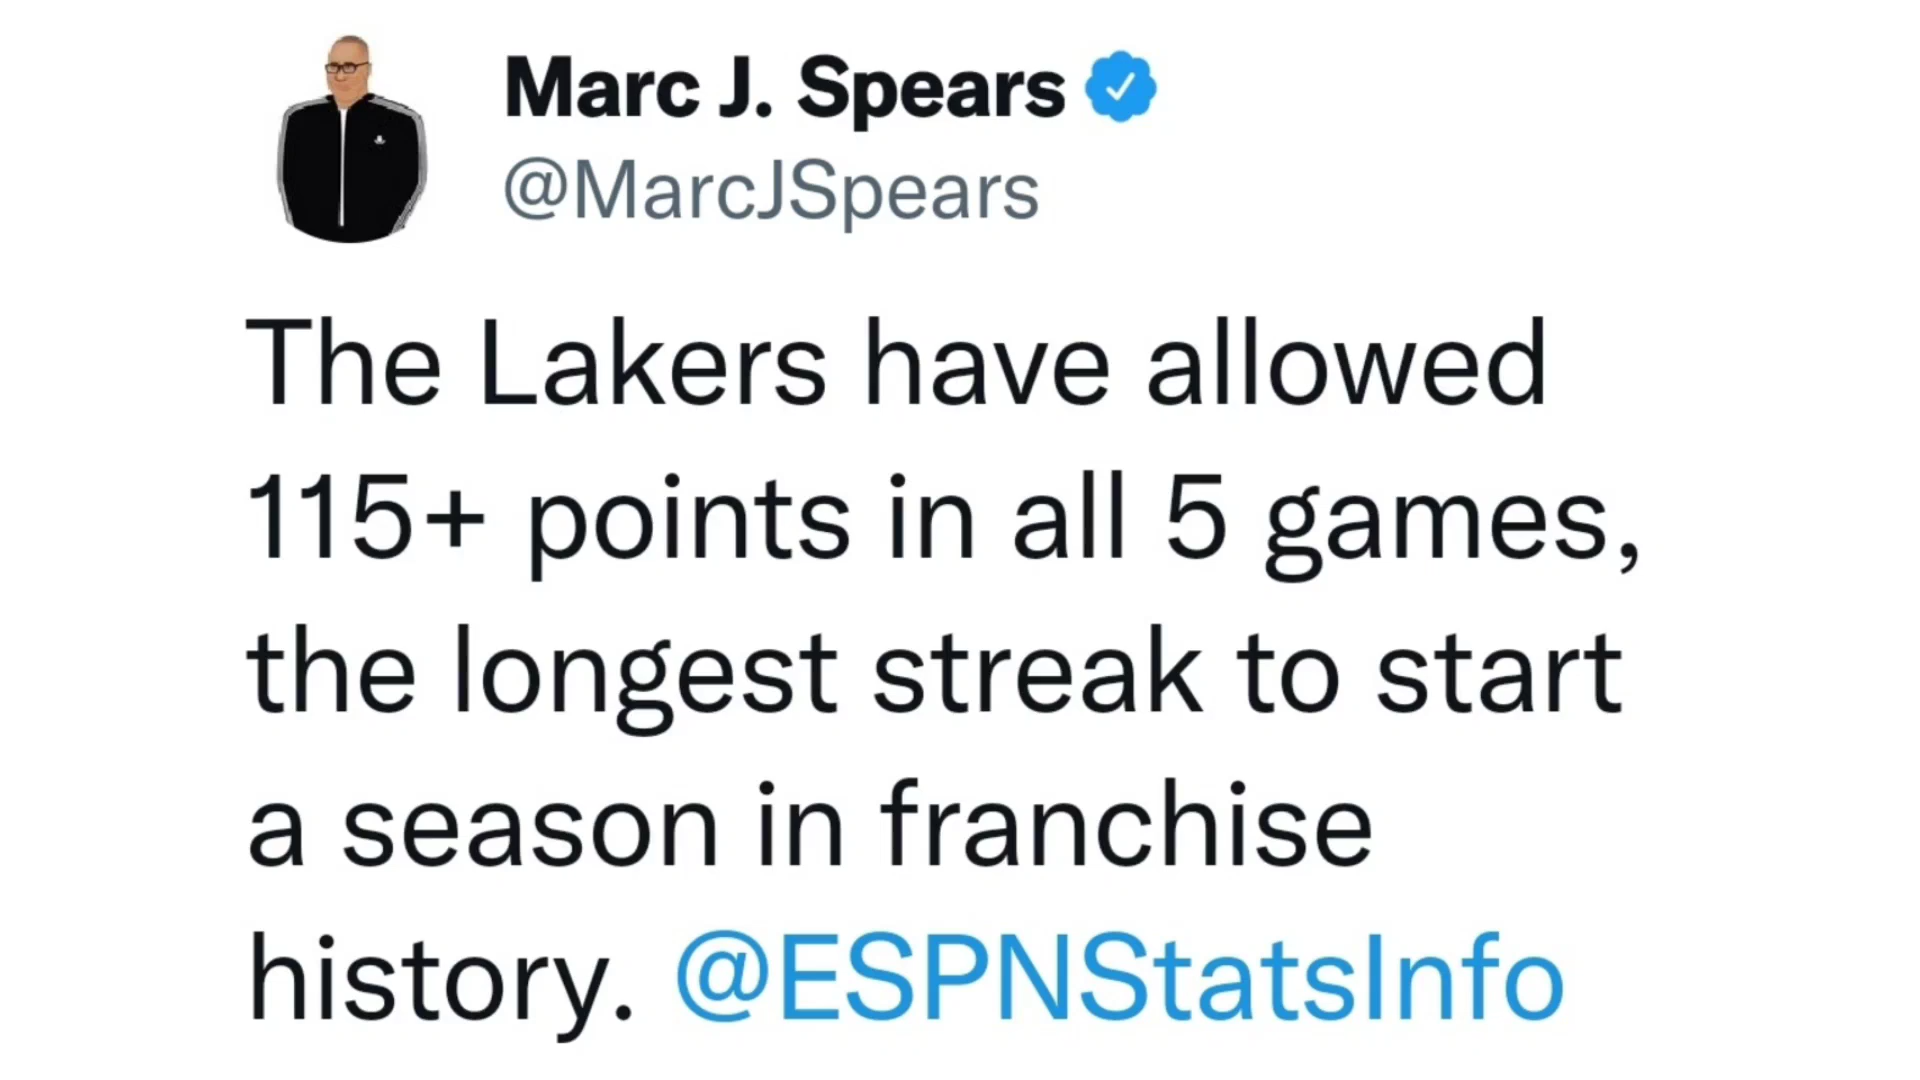 Marc J. Spears
@MarcJSpears
The Lakers have allowed
115+ points in all 5 games,
the longest streak to start
a season in franchise
history. @ESPNStatsInfo